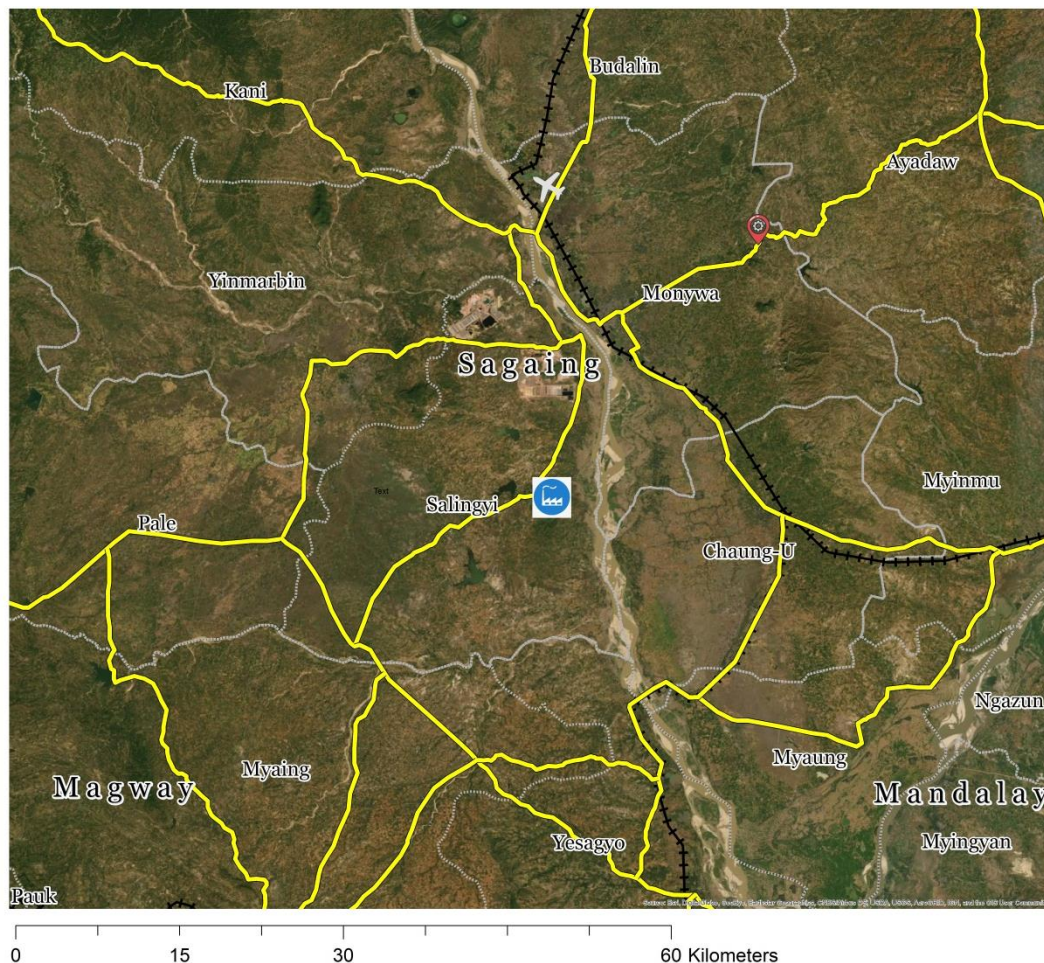 Budalin
Kani
Ayadaw
Yinmarbin
Monywa
Sagaing
Myinmu
Text
Salingyi
Pale
Chaung-U
Ngazun
Myaung
Myaing
Magway
Mandalay
Yesagyo
Myingyan
Pauk
0 15 30 60 Kilometers